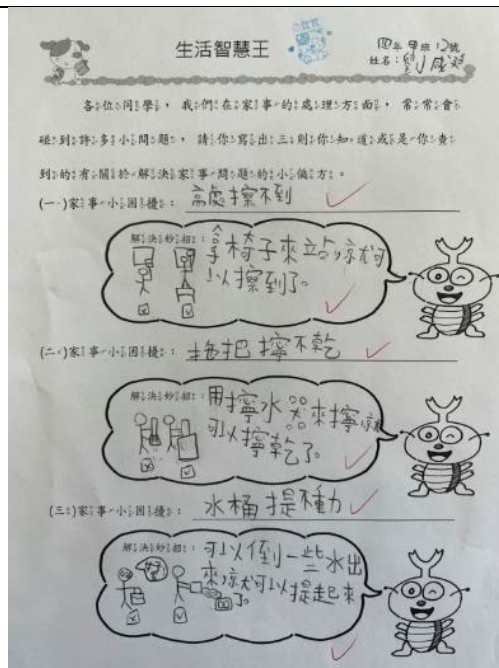 生活智慧王
四年甲班12號
姓名:劉
各位同學，我們在家事的處理方面，常常會
碰到許多小問題，請你寫出三則你知道或是你查
到的有關於解決家事問題的小偏方。
(一)家事小困擾：高處擦不到
解決妙招：拿椅子來站就可
以擦到了。
(二)家事小困擾：拖把擰不乾
解決妙招：用擰水器來擰就
可以擰乾了。
(三)家事小困擾：水桶提不動
解決妙招：可以倒一些水出
來就可以提起來
了。